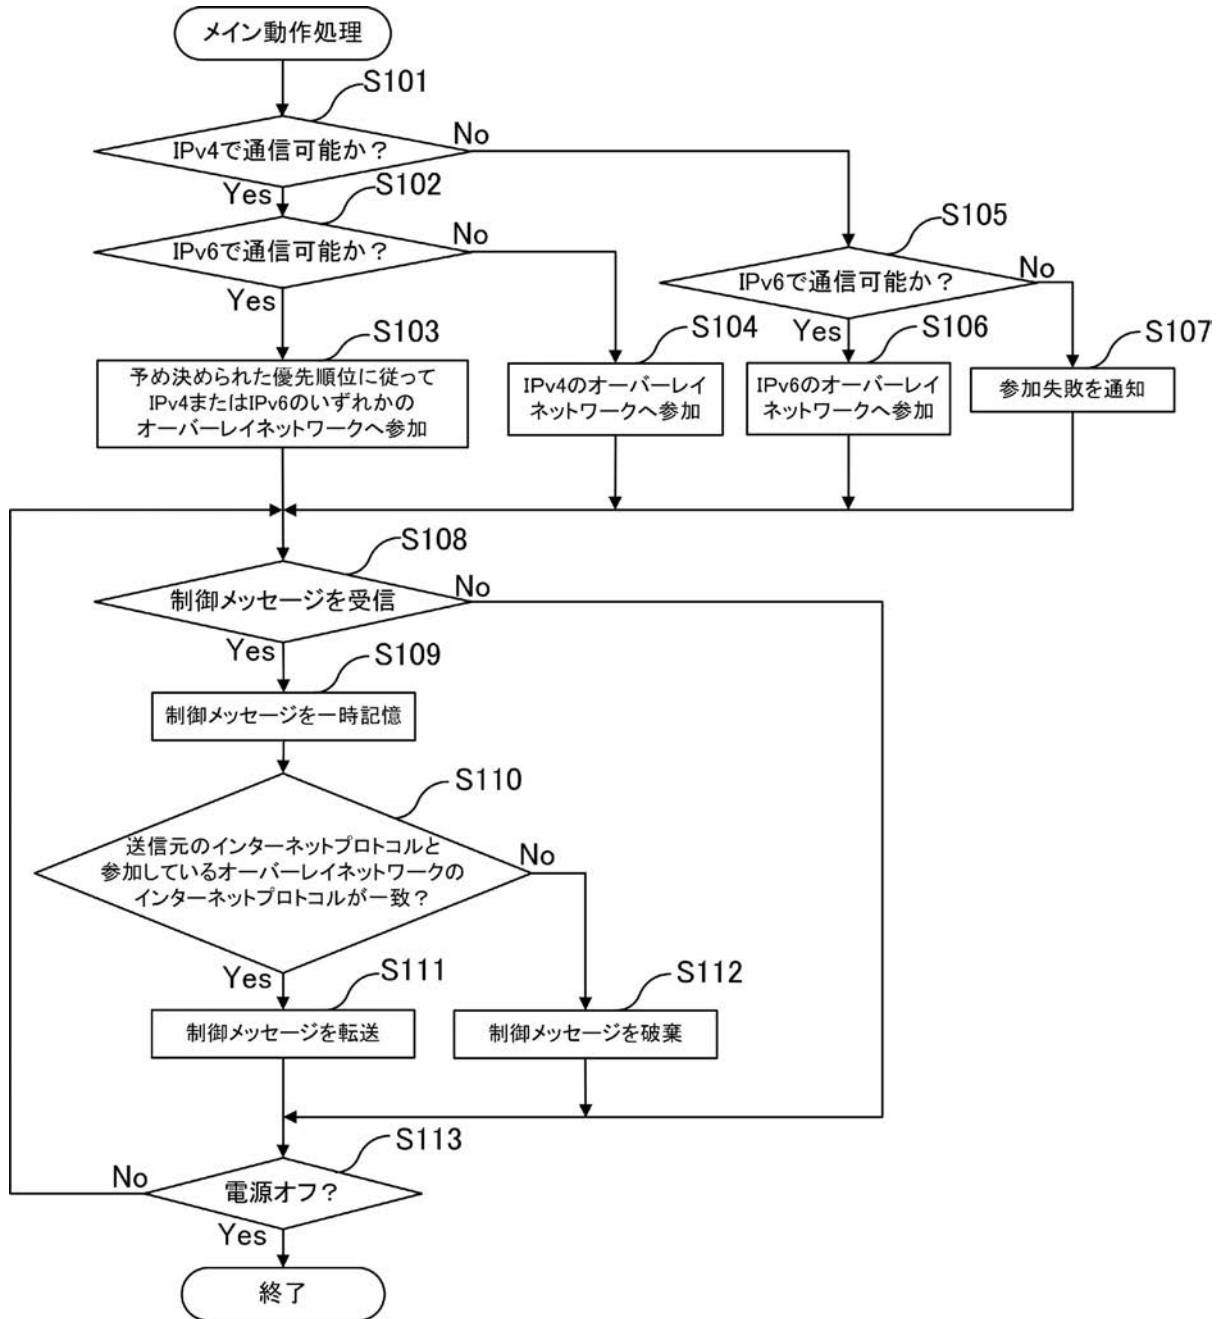 メイン動作処理
S101
IPv4で通信可能か？
No
Yes
S102
IPv6で通信可能か？
No
Yes
S105
IPv6で通信可能か？
No
Yes
S103
予め決められた優先順位に従って
IPv4またはIPv6のいずれかの
オーバーレイネットワークへ参加
S104
IPv4のオーバーレイ
ネットワークへ参加
S106
IPv6のオーバーレイ
ネットワークへ参加
S107
参加失敗を通知
S108
制御メッセージを受信
No
Yes
S109
制御メッセージを一時記憶
S110
送信元のインターネットプロトコルと
参加しているオーバーレイネットワークの
インターネットプロトコルが一致？
No
Yes
S111
制御メッセージを転送
S112
制御メッセージを破棄
S113
電源オフ？
No
Yes
終了